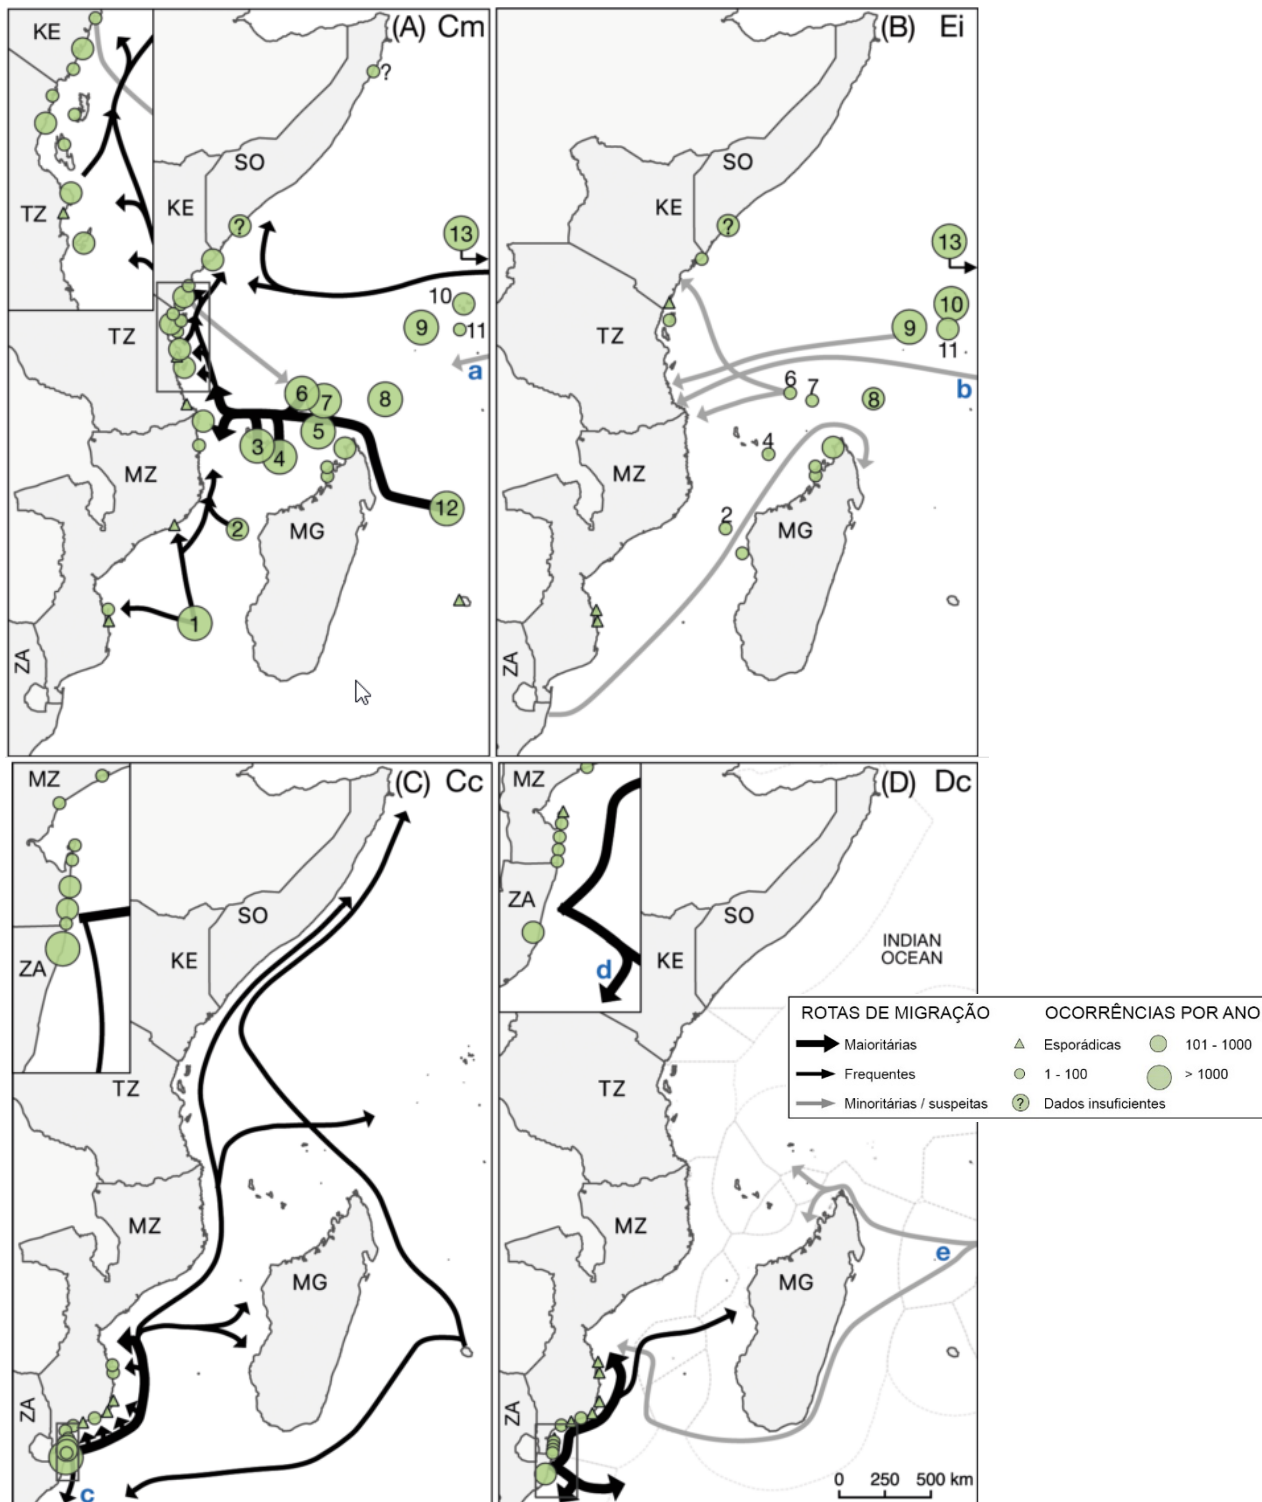 (A) Cm
KE
TZ
SO
KE
TZ
MZ
MG
ZA
?
?
13
10
9
11
a
6
7
8
5
3
4
12
2
1
(B) Ei
SO
KE
TZ
MZ
MG
ZA
?
13
10
9
11
b
6
7
8
4
2
(C) Cc
MZ
ZA
SO
KE
TZ
MZ
MG
ZA
c
(D) Dc
MZ
ZA
d
SO
KE
INDIAN
OCEAN
TZ
MZ
MG
ZA
e
ROTAS DE MIGRAÇÃO
Maioritárias
Frequentes
Minoritárias / suspeitas
OCORRÊNCIAS POR ANO
Esporádicas
101 - 1000
1 - 100
> 1000
? Dados insuficientes
0 250 500 km